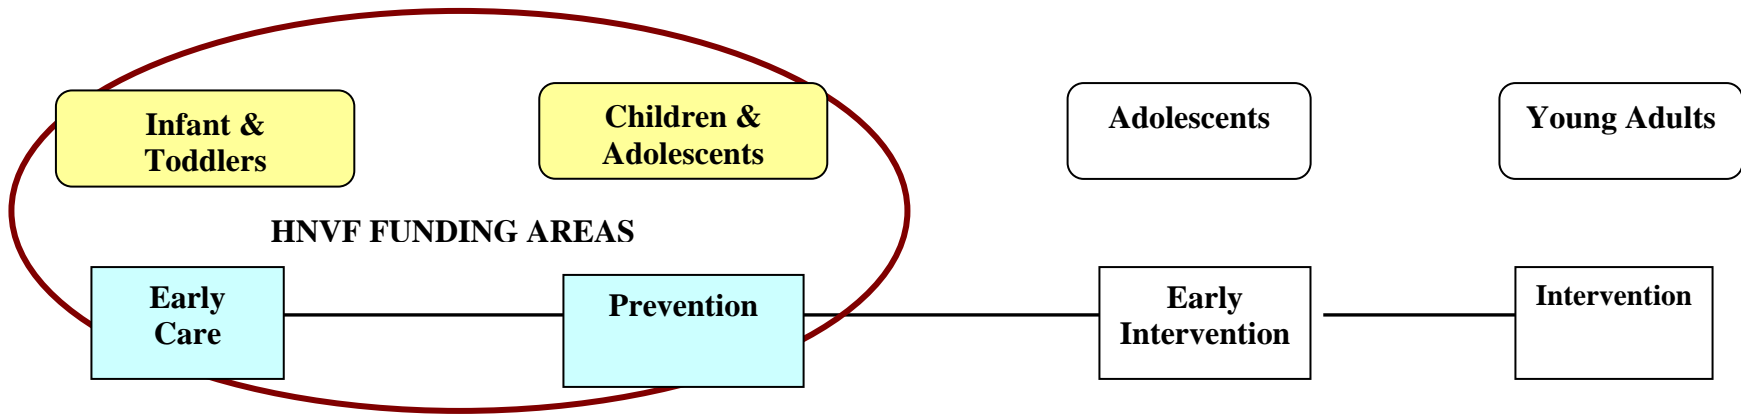 Infant &
Toddlers
Children &
Adolescents
Adolescents
Young Adults
HNVF FUNDING AREAS
Early
Care
Prevention
Early
Intervention
Intervention